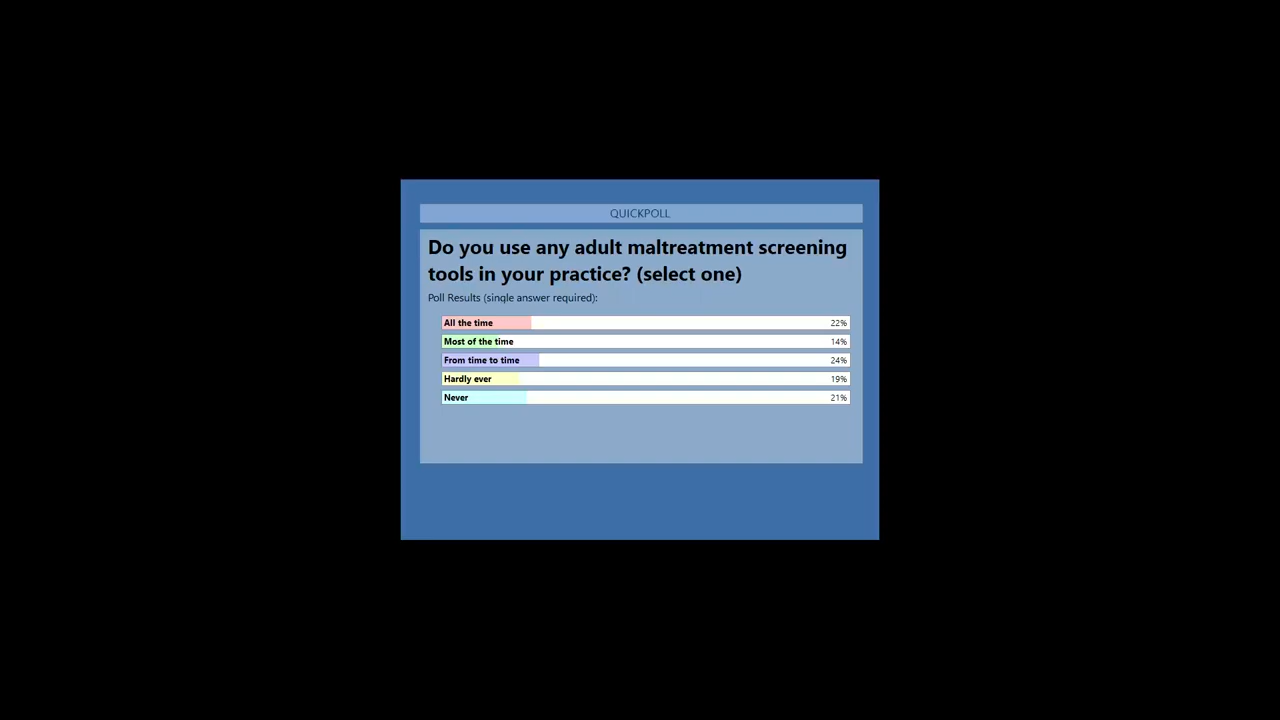 QUICKPOLL
Do you use any adult maltreatment screening
tools in your practice? (select one)
Poll Results (single answer required):
All the time 22%
Most of the time 14%
From time to time 24%
Hardly ever 19%
Never 21%